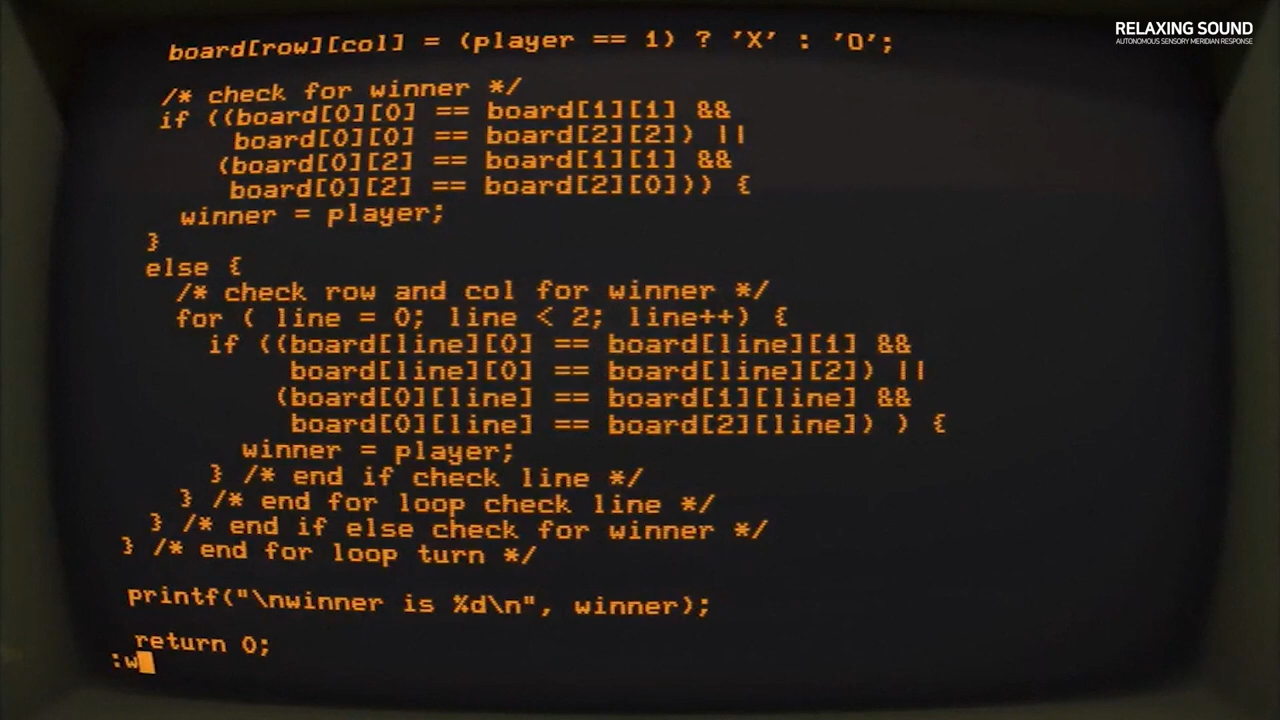 RELAXING SOUND
AUTONOMOUS SENSORY MERIDIAN RESPONSE
board[row][col] = (player == 1) ? 'X' : 'O';
/* check for winner */
if ((board[0][0] == board[1][1] &&
board[0][0] == board[2][2]) ||
(board[0][2] == board[1][1] &&
board[0][2] == board[2][0])) {
winner = player;
}
else {
/* check row and col for winner */
for ( line = 0; line < 2; line++) {
if ((board[line][0] == board[line][1] &&
board[line][0] == board[line][2]) ||
(board[0][line] == board[1][line] &&
board[0][line] == board[2][line]) ) {
winner = player;
} /* end if check line */
} /* end for loop check line */
} /* end if else check for winner */
} /* end for loop turn */
printf("\nwinner is %d\n", winner);
return 0;
:w